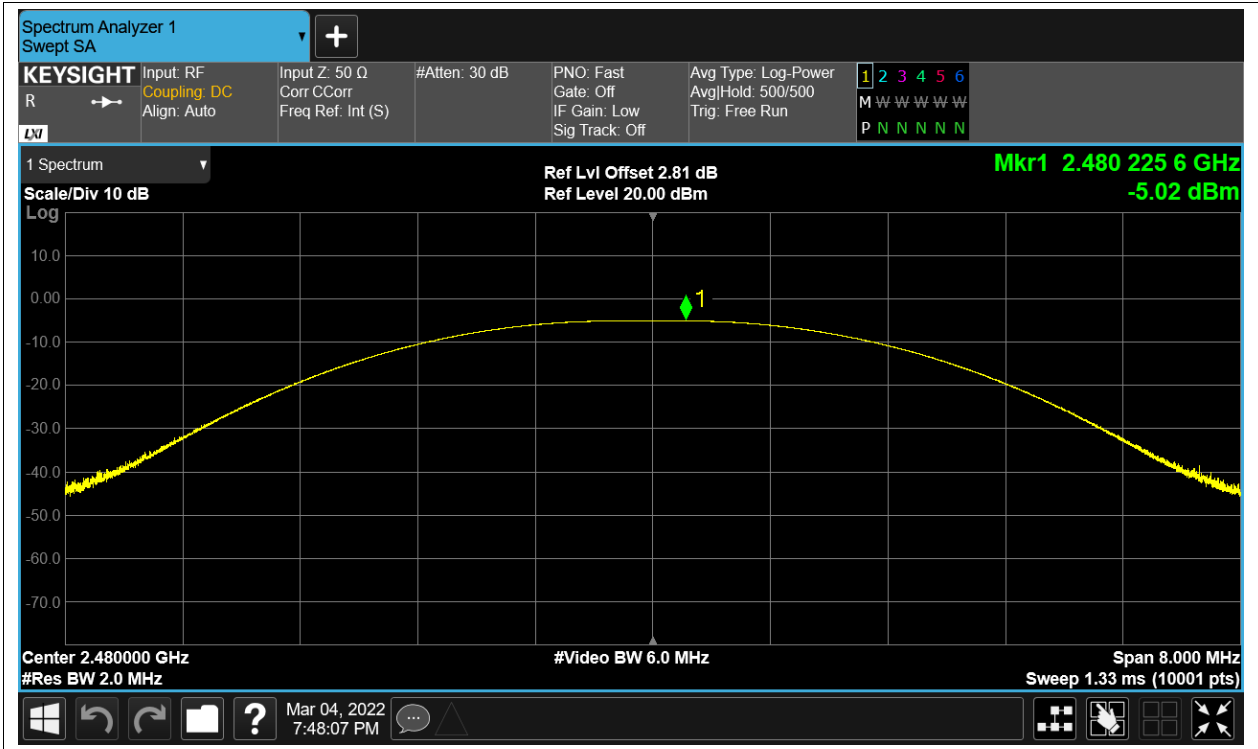 Spectrum Analyzer 1
Swept SA
KEYSIGHT
R
LXI
Input: RF
Coupling: DC
Align: Auto
Input Z: 50 Ω
Corr CCorr
Freq Ref: Int (S)
#Atten: 30 dB
PNO: Fast
Gate: Off
IF Gain: Low
Sig Track: Off
Avg Type: Log-Power
Avg|Hold: 500/500
Trig: Free Run
1 2 3 4 5 6
M W W W W W
P N N N N N
1 Spectrum
Scale/Div 10 dB
Log
Ref Lvl Offset 2.81 dB
Ref Level 20.00 dBm
Mkr1 2.480 225 6 GHz
-5.02 dBm
1
10.0
0.00
-10.0
-20.0
-30.0
-40.0
-50.0
-60.0
-70.0
Center 2.480000 GHz
#Res BW 2.0 MHz
#Video BW 6.0 MHz
Span 8.000 MHz
Sweep 1.33 ms (10001 pts)
?
Mar 04, 2022
7:48:07 PM